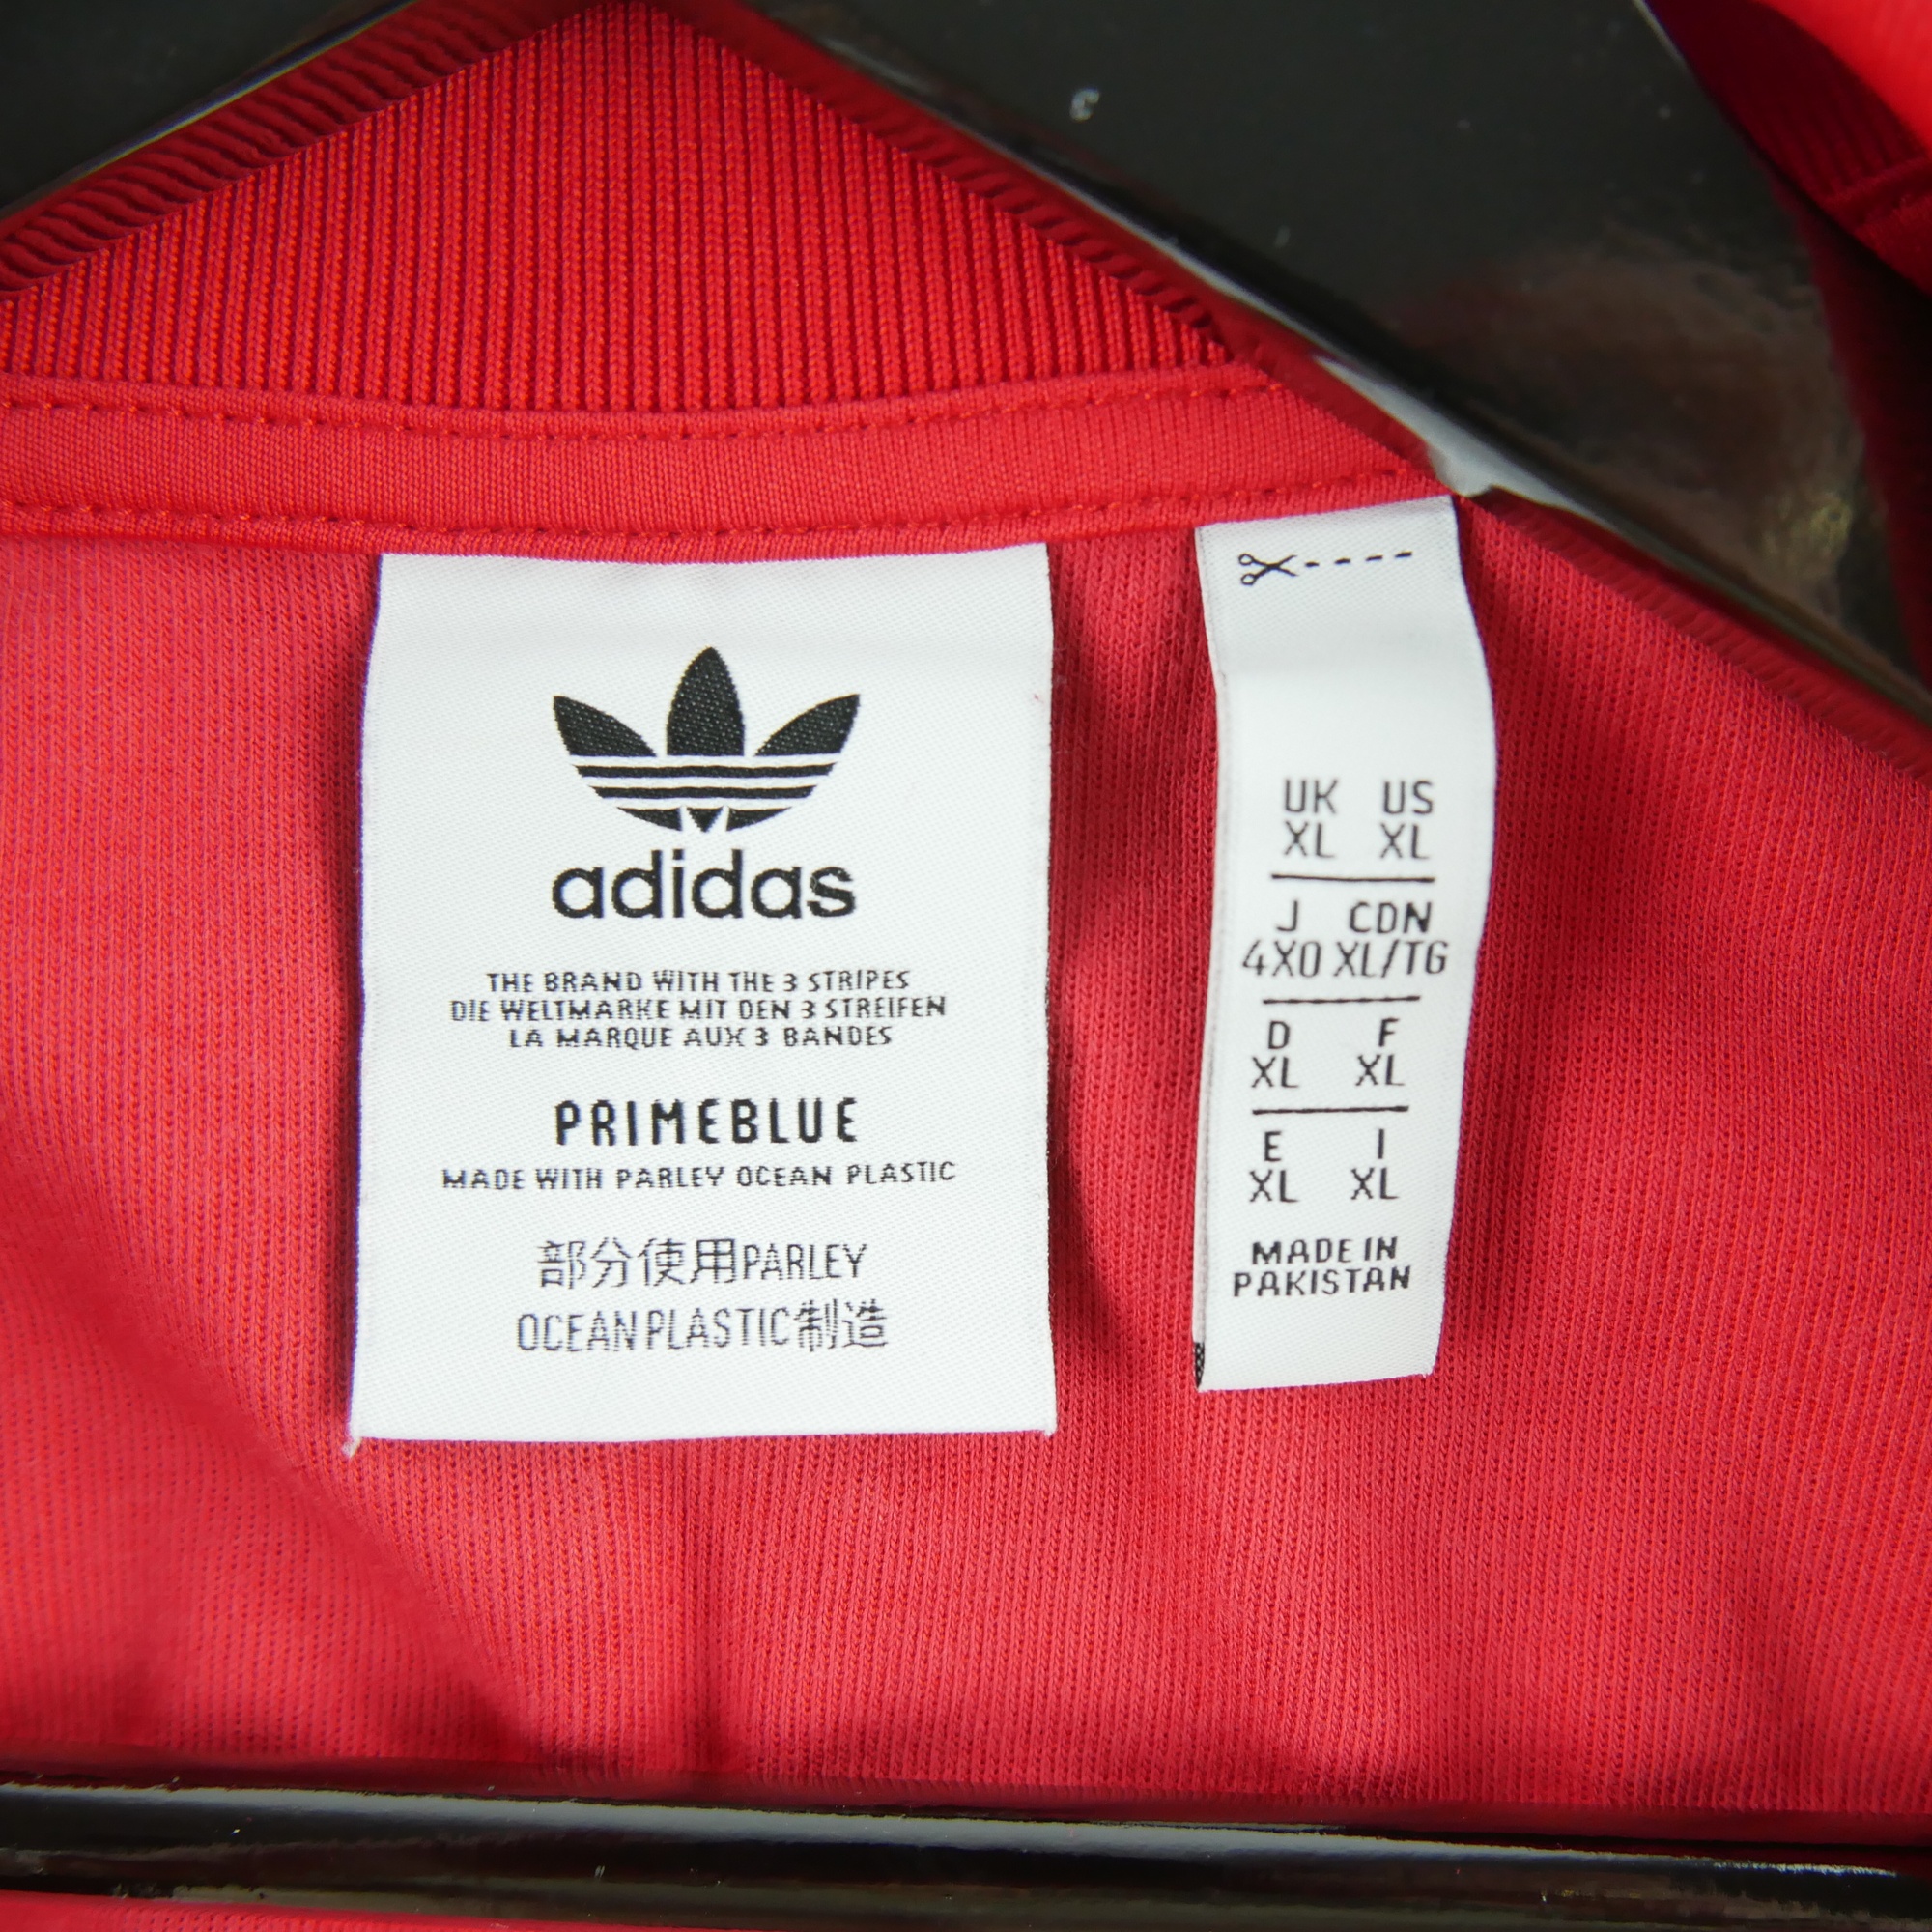 adidas
THE BRAND WITH THE 3 STRIPES
DIE WELTMARKE MIT DEN 3 STREIFEN
LA MARQUE AUX 3 BANDES
PRIMEBLUE
MADE WITH PARLEY OCEAN PLASTIC
部分使用PARLEY
OCEAN PLASTIC制造
UK US
XL XL
J CDN
4XO XL/TG
D F
XL XL
E I
XL XL
MADE IN
PAKISTAN